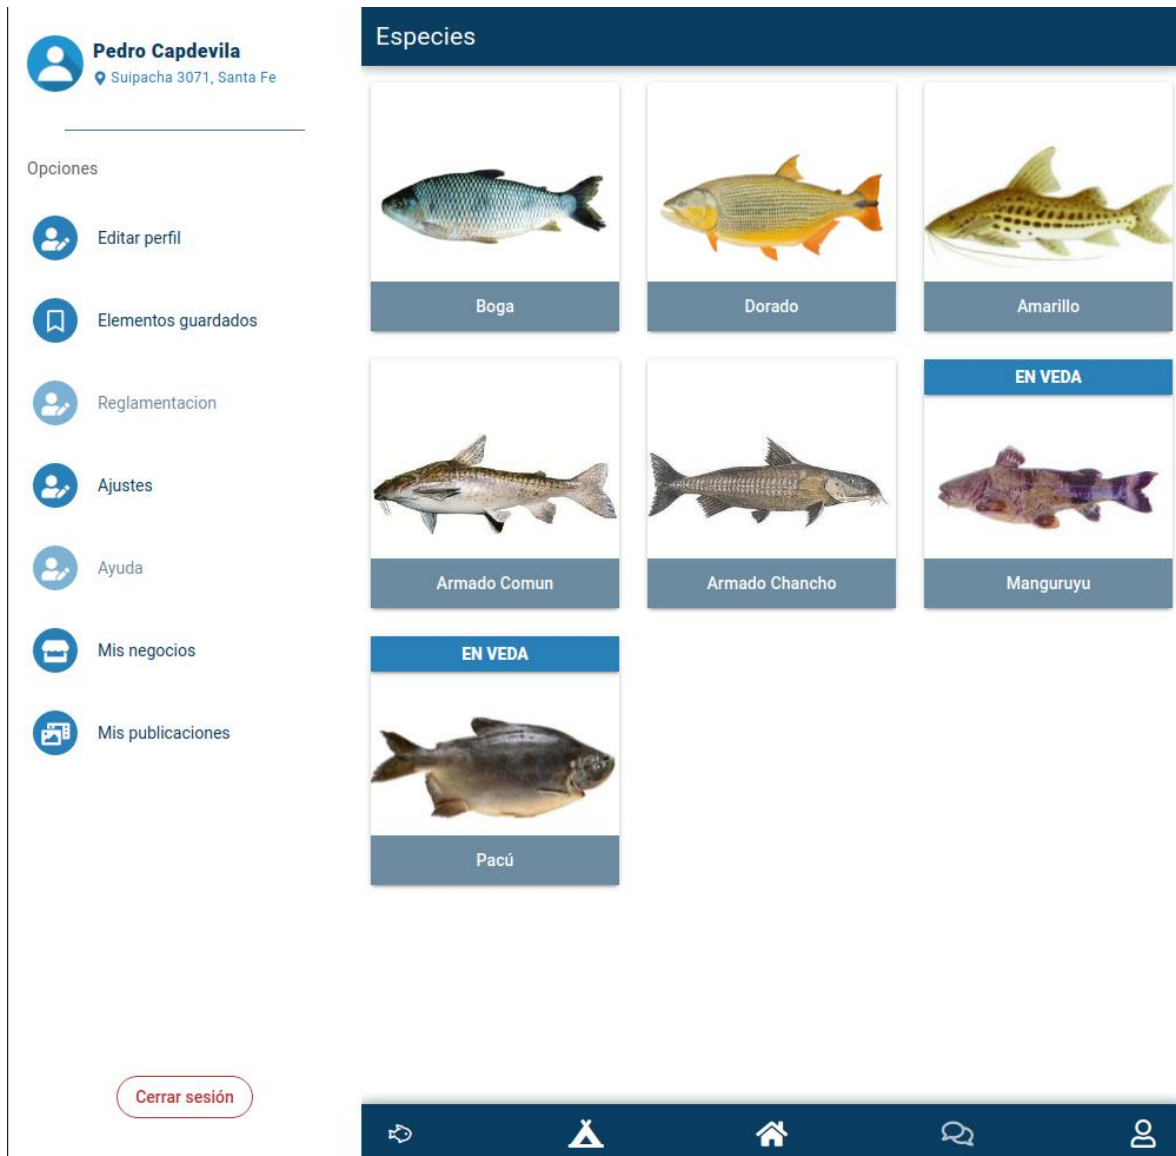 Pedro Capdevila
Suipacha 3071, Santa Fe
Opciones
Editar perfil
Elementos guardados
Reglamentacion
Ajustes
Ayuda
Mis negocios
Mis publicaciones
Cerrar sesión
Especies
Boga
Dorado
Amarillo
Armado Comun
Armado Chancho
EN VEDA
Manguruyu
EN VEDA
Pacú